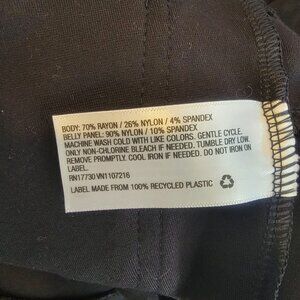 BODY: 70% RAYON / 26% NYLON / 4% SPANDEX
BELLY PANEL: 90% NYLON / 10% SPANDEX
MACHINE WASH COLD WITH LIKE COLORS. GENTLE CYCLE.
ONLY NON-CHLORINE BLEACH IF NEEDED. TUMBLE DRY LOW.
REMOVE PROMPTLY. COOL IRON IF NEEDED. DO NOT IRON ON
LABEL.
RN17730 VN1107216
LABEL MADE FROM 100% RECYCLED PLASTIC